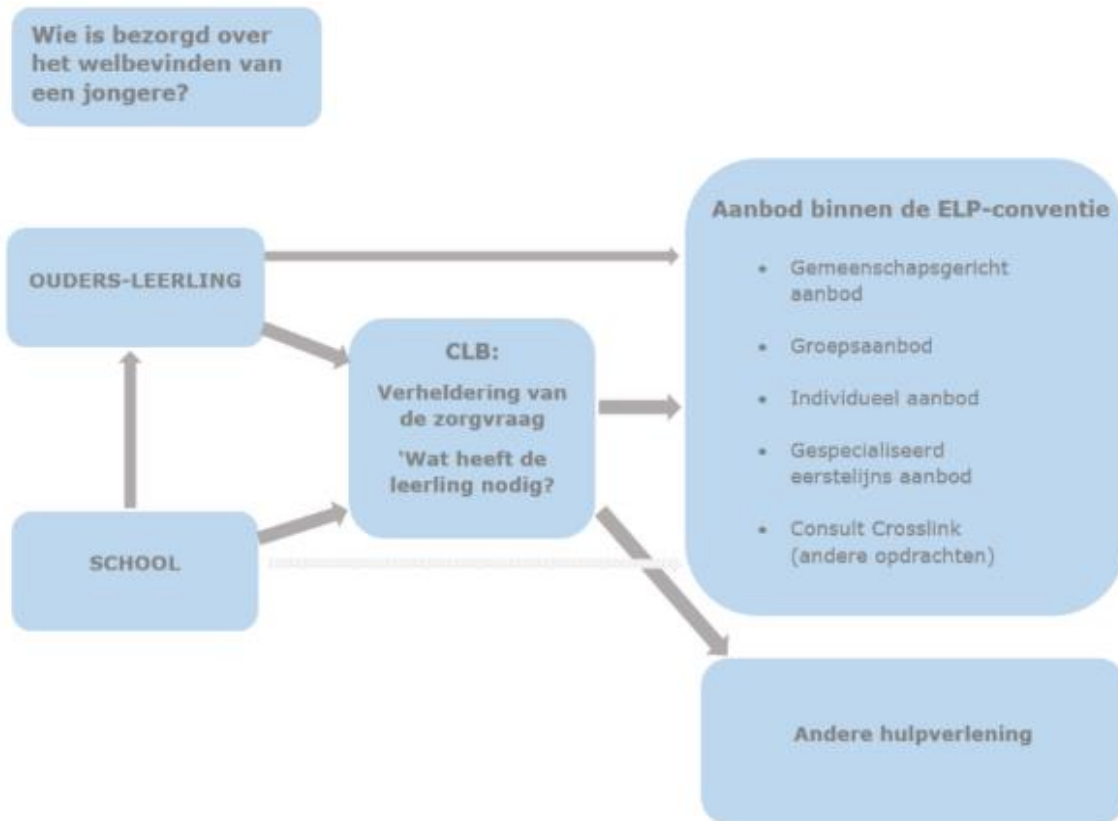 Wie is bezorgd over
het welbevinden van
een jongere?
OUDERS-LEERLING
SCHOOL
CLB:
Verheldering van
de zorgvraag
'Wat heeft de
leerling nodig?
Aanbod binnen de ELP-conventie
• Gemeenschapsgericht
aanbod
• Groepsaanbod
• Individueel aanbod
• Gespecialiseerd
eerstelijns aanbod
• Consult Crosslink
(andere opdrachten)
Andere hulpverlening